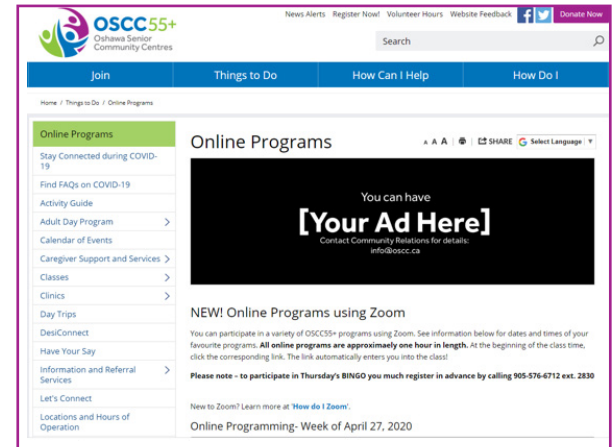 OSCC55+
Oshawa Senior
Community Centres
News Alerts Register Now! Volunteer Hours Website Feedback
Donate Now
Search
Join
Things to Do
How Can I Help
How Do I
Home / Things to Do / Online Programs
Online Programs
Stay Connected during COVID-
19
Find FAQs on COVID-19
Activity Guide
Adult Day Program
Calendar of Events
Caregiver Support and Services
Classes
Clinics
Day Trips
DesiConnect
Have Your Say
Information and Referral
Services
Let's Connect
Locations and Hours of
Operation
Online Programs
A A A | | SHARE G Select Language ▼
You can have
[Your Ad Here]
Contact Community Relations for details:
info@oscc.ca
NEW! Online Programs using Zoom
You can participate in a variety of OSCC55+ programs using Zoom. See information below for dates and times of your
favourite programs. All online programs are approximaely one hour in length. At the beginning of the class time,
click the corresponding link. The link automatically enters you into the class!
Please note – to participate in Thursday's BINGO you much register in advance by calling 905-576-6712 ext. 2830
New to Zoom? Learn more at 'How do I Zoom'.
Online Programming- Week of April 27, 2020